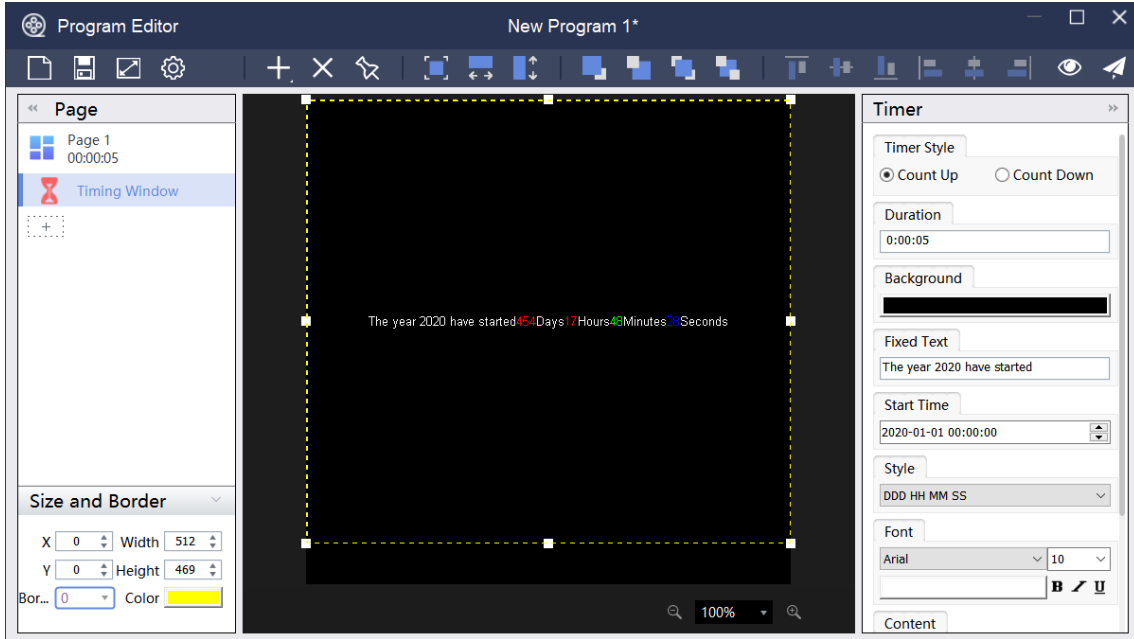 Program Editor
New Program 1*
Page
Page 1
00:00:05
Timing Window
Size and Border
X 0 Width 512
Y 0 Height 469
Bor... 0 Color
The year 2020 have started454Days17Hours48Minutes28Seconds
100%
Timer
Timer Style
Count Up Count Down
Duration
0:00:05
Background
Fixed Text
The year 2020 have started
Start Time
2020-01-01 00:00:00
Style
DDD HH MM SS
Font
Arial 10
B I U
Content